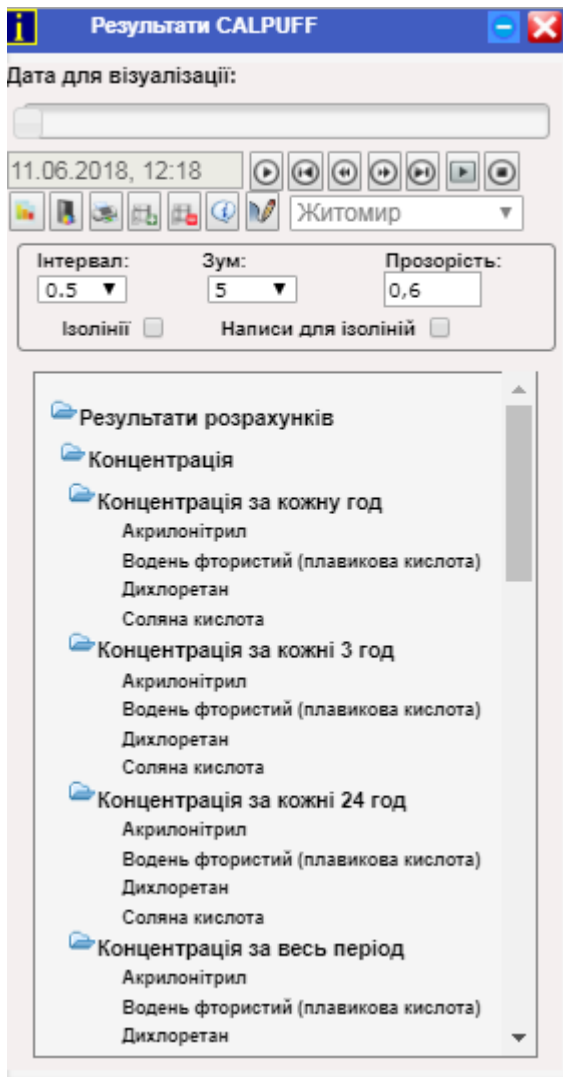 i Результати CALPUFF
Дата для візуалізації:
11.06.2018, 12:18
Житомир
Інтервал: Зум: Прозорість:
0.5 5 0,6
Ізолінії Написи для ізоліній
Результати розрахунків
Концентрація
Концентрація за кожну год
Акрилонітрил
Водень фтористий (плавикова кислота)
Дихлоретан
Соляна кислота
Концентрація за кожні 3 год
Акрилонітрил
Водень фтористий (плавикова кислота)
Дихлоретан
Соляна кислота
Концентрація за кожні 24 год
Акрилонітрил
Водень фтористий (плавикова кислота)
Дихлоретан
Соляна кислота
Концентрація за весь період
Акрилонітрил
Водень фтористий (плавикова кислота)
Дихлоретан